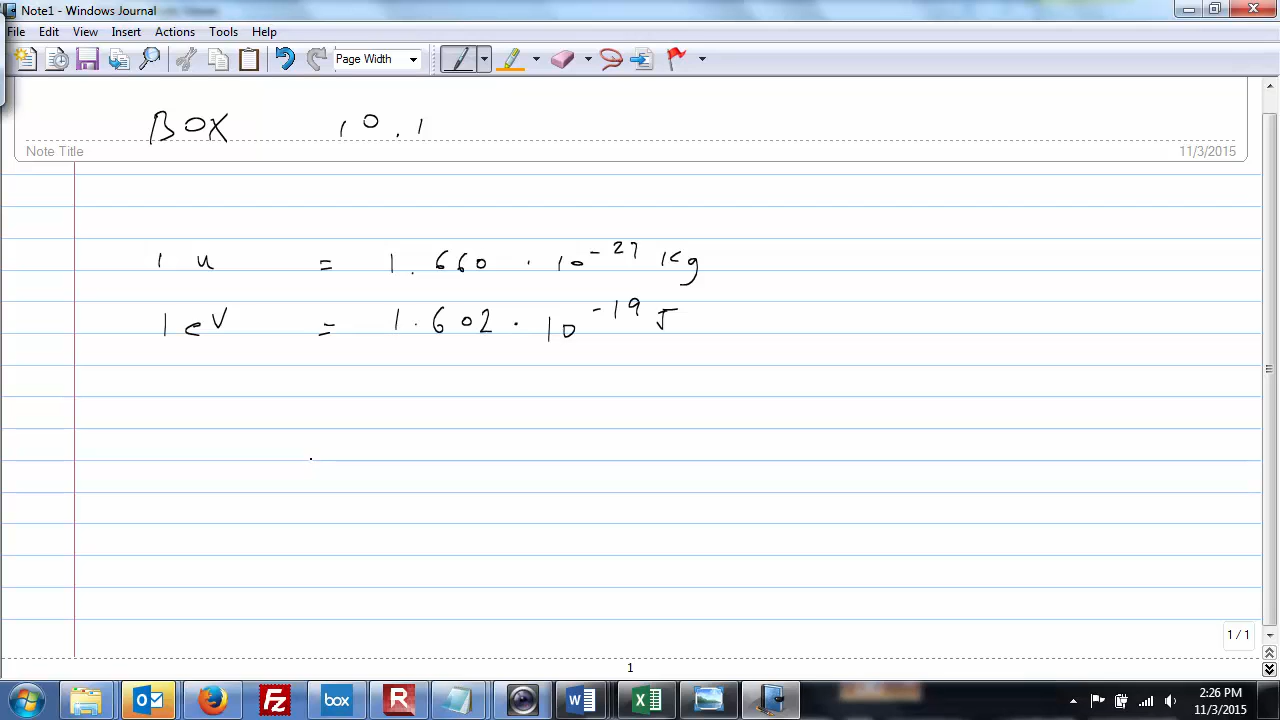 Note1 - Windows Journal
File Edit View Insert Actions Tools Help
Page Width
BOX 10.1
Note Title
11/3/2015
1 u = 1.660 · 10⁻²⁷ Kg
1 eV = 1.602 · 10⁻¹⁹ J
1 / 1
1
Fz box R W X
2:26 PM
11/3/2015